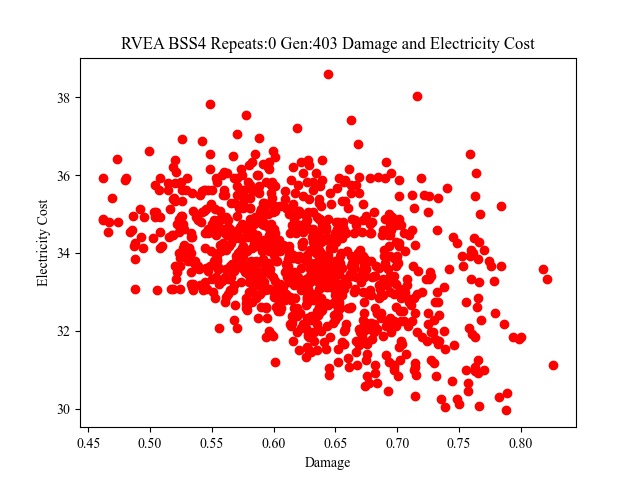 RVEA BSS4 Repeats:0 Gen:403 Damage and Electricity Cost
38
36
34
32
30
Electricity Cost
0.45 0.50 0.55 0.60 0.65 0.70 0.75 0.80
Damage